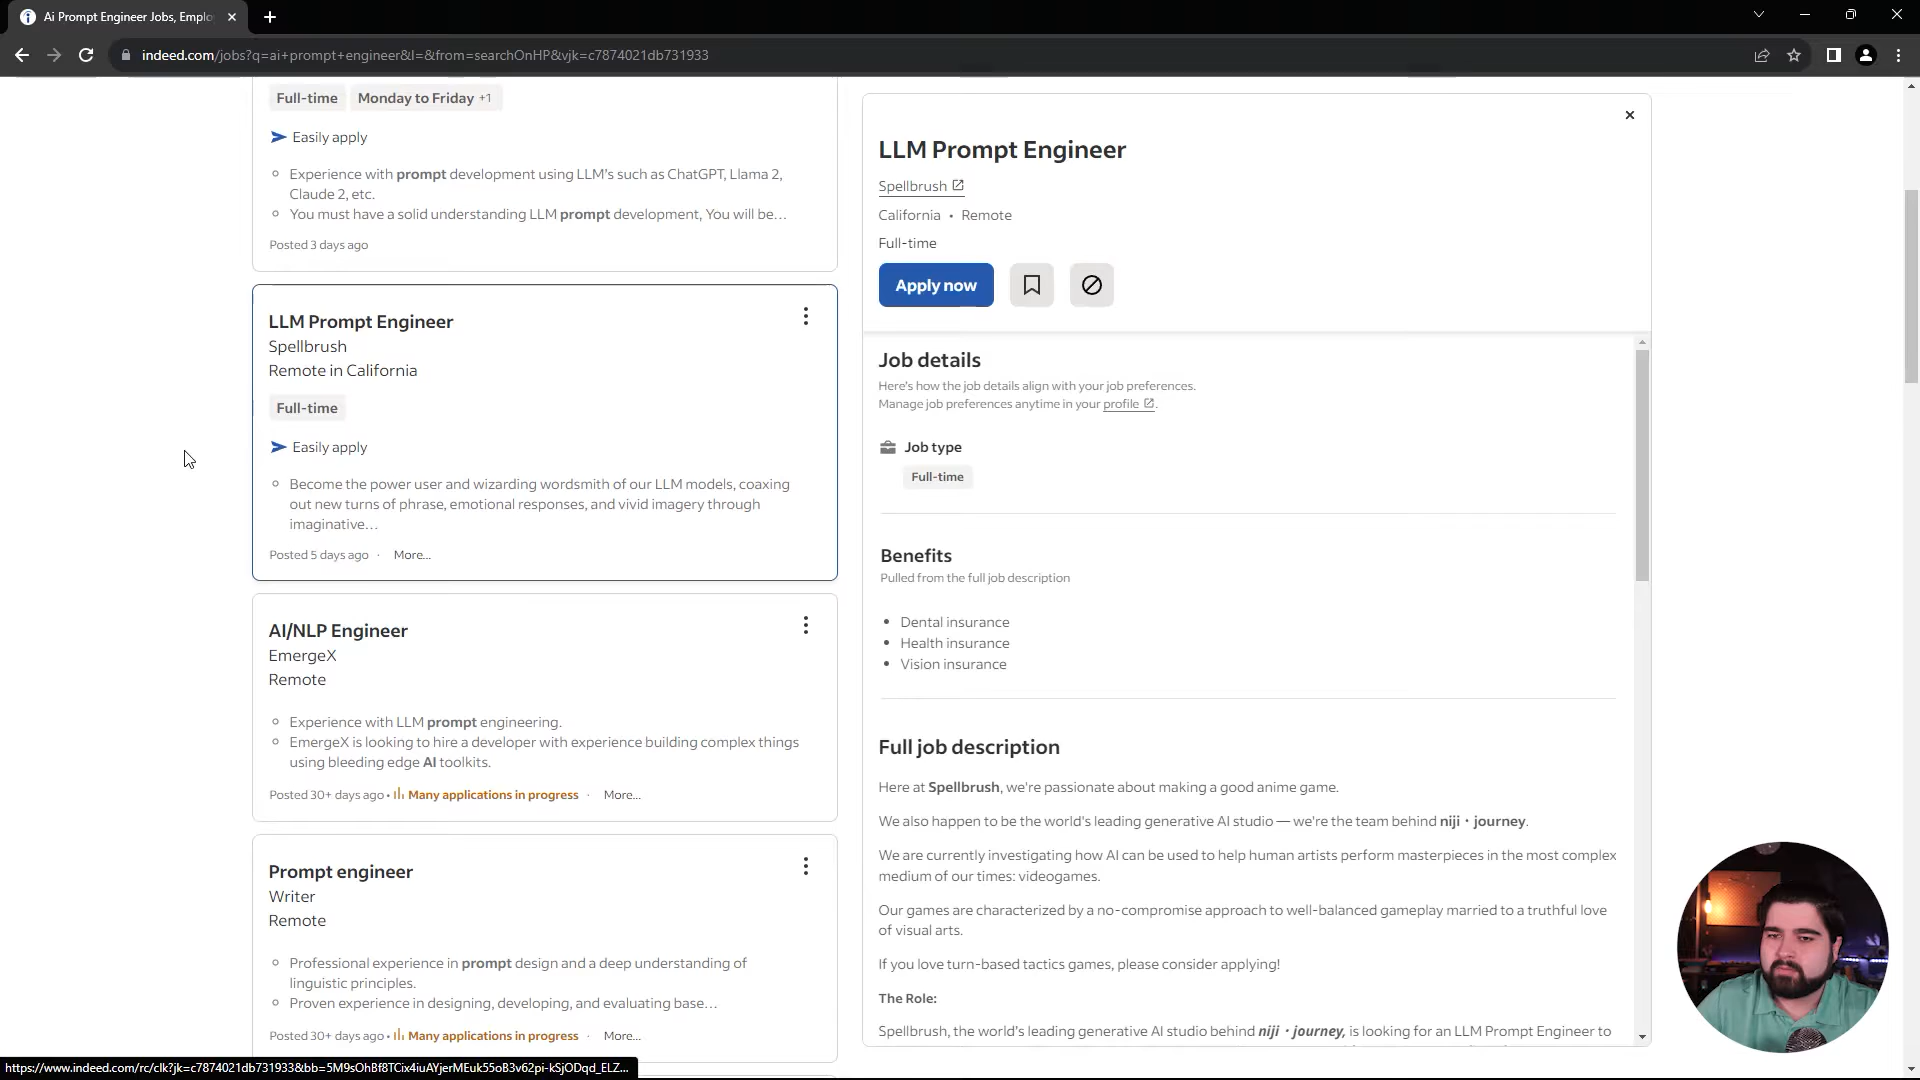 Ai Prompt Engineer Jobs, Emplo
indeed.com/jobs?q=ai+prompt+engineer&l=&from=searchOnHP&vjk=c7874021db731933
Full-time
Monday to Friday +1
Easily apply
Experience with prompt development using LLM's such as ChatGPT, Llama 2,
Claude 2, etc.
You must have a solid understanding LLM prompt development, You will be...
Posted 3 days ago
LLM Prompt Engineer
Spellbrush
Remote in California
Full-time
Easily apply
Become the power user and wizarding wordsmith of our LLM models, coaxing
out new turns of phrase, emotional responses, and vivid imagery through
imaginative...
Posted 5 days ago · More...
AI/NLP Engineer
EmergeX
Remote
Experience with LLM prompt engineering.
EmergeX is looking to hire a developer with experience building complex things
using bleeding edge AI toolkits.
Posted 30+ days ago • Many applications in progress · More...
Prompt engineer
Writer
Remote
Professional experience in prompt design and a deep understanding of
linguistic principles.
Proven experience in designing, developing, and evaluating base...
Posted 30+ days ago • Many applications in progress · More...
LLM Prompt Engineer
Spellbrush
California • Remote
Full-time
Apply now
Job details
Here's how the job details align with your job preferences.
Manage job preferences anytime in your profile.
Job type
Full-time
Benefits
Pulled from the full job description
Dental insurance
Health insurance
Vision insurance
Full job description
Here at Spellbrush, we're passionate about making a good anime game.
We also happen to be the world's leading generative AI studio — we're the team behind niji・journey.
We are currently investigating how AI can be used to help human artists perform masterpieces in the most complex
medium of our times: videogames.
Our games are characterized by a no-compromise approach to well-balanced gameplay married to a truthful love
of visual arts.
If you love turn-based tactics games, please consider applying!
The Role:
Spellbrush, the world's leading generative AI studio behind niji・journey, is looking for an LLM Prompt Engineer to
https://www.indeed.com/rc/clk?jk=c7874021db731933&bb=5M9sOhBf8TCix4iuAYjerMEuk55oB3v62pi-kSjODqd_ELZ...